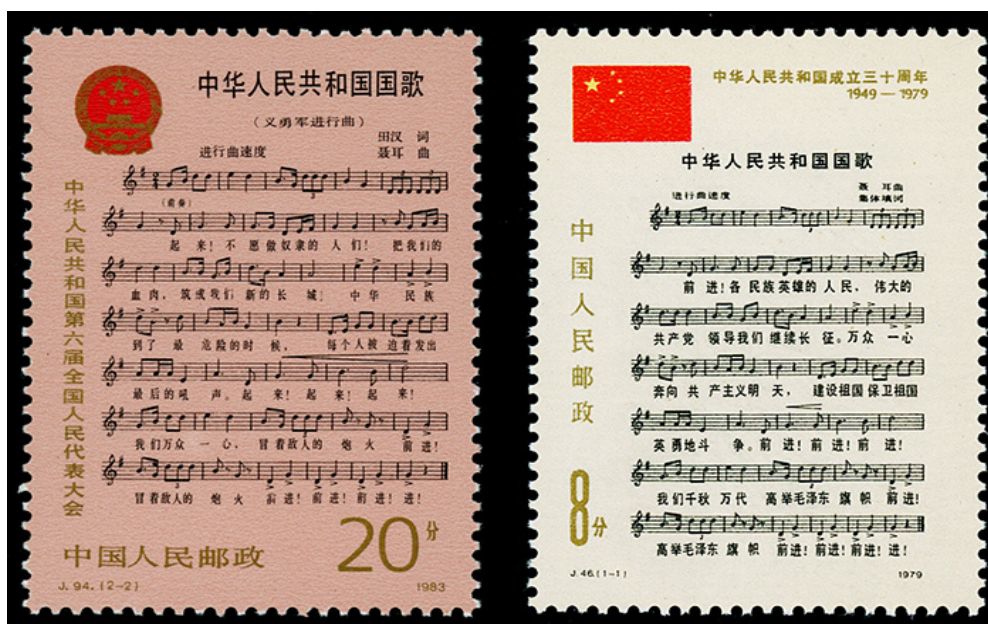 中华人民共和国国歌
(义勇军进行曲)
田汉 词
进行曲速度 聂耳 曲
中华人民共和国第六届全国人民代表大会
(前奏)
起 来! 不 愿 做 奴 隶 的 人 们! 把 我 们 的
血 肉, 筑 成 我 们 新 的 长 城! 中 华 民 族
到 了 最 危 险 的 时 候, 每 个 人 被 迫 着 发 出
最 后 的 吼 声。 起 来! 起 来! 起 来!
我 们 万 众 一 心, 冒 着 敌 人 的 炮 火 前 进!
冒 着 敌 人 的 炮 火 前 进! 前 进! 前 进! 进!
中国人民邮政 20分
J. 94. (2-2) 1983
中华人民共和国成立三十周年
1949—1979
中华人民共和国国歌
聂 耳 曲
进行曲速度 集体填词
中国人民邮政
前 进! 各 民 族 英 雄 的 人 民, 伟 大 的
共 产 党 领 导 我 们 继 续 长 征。 万 众 一 心
奔 向 共 产 主 义 明 天, 建 设 祖 国 保 卫 祖 国
英 勇 地 斗 争。 前 进! 前 进! 前 进!
我 们 千 秋 万 代 高 举 毛 泽 东 旗 帜 前 进!
高 举 毛 泽 东 旗 帜 前 进! 前 进! 前 进! 进!
8分
J. 46. (1-1) 1979